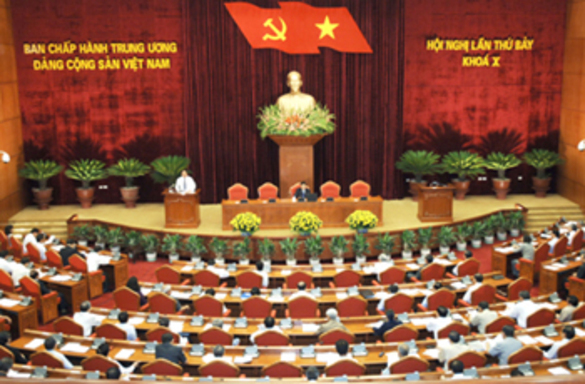 BAN CHẤP HÀNH TRUNG ƯƠNG
ĐẢNG CỘNG SẢN VIỆT NAM
HỘI NGHỊ LẦN THỨ BẢY
KHOÁ X